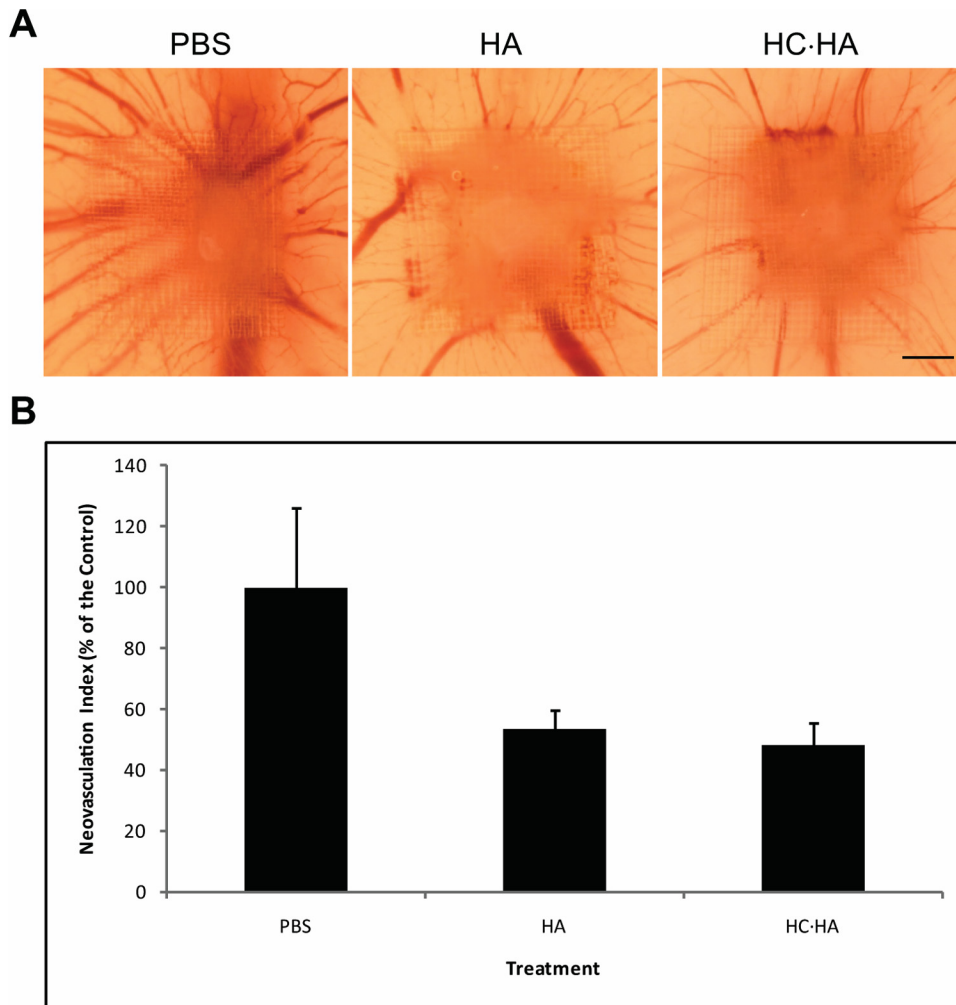 A
PBS HA HC·HA
B
Neovasculation Index (% of the Control)
140
120
100
80
60
40
20
0
PBS HA HC·HA
Treatment